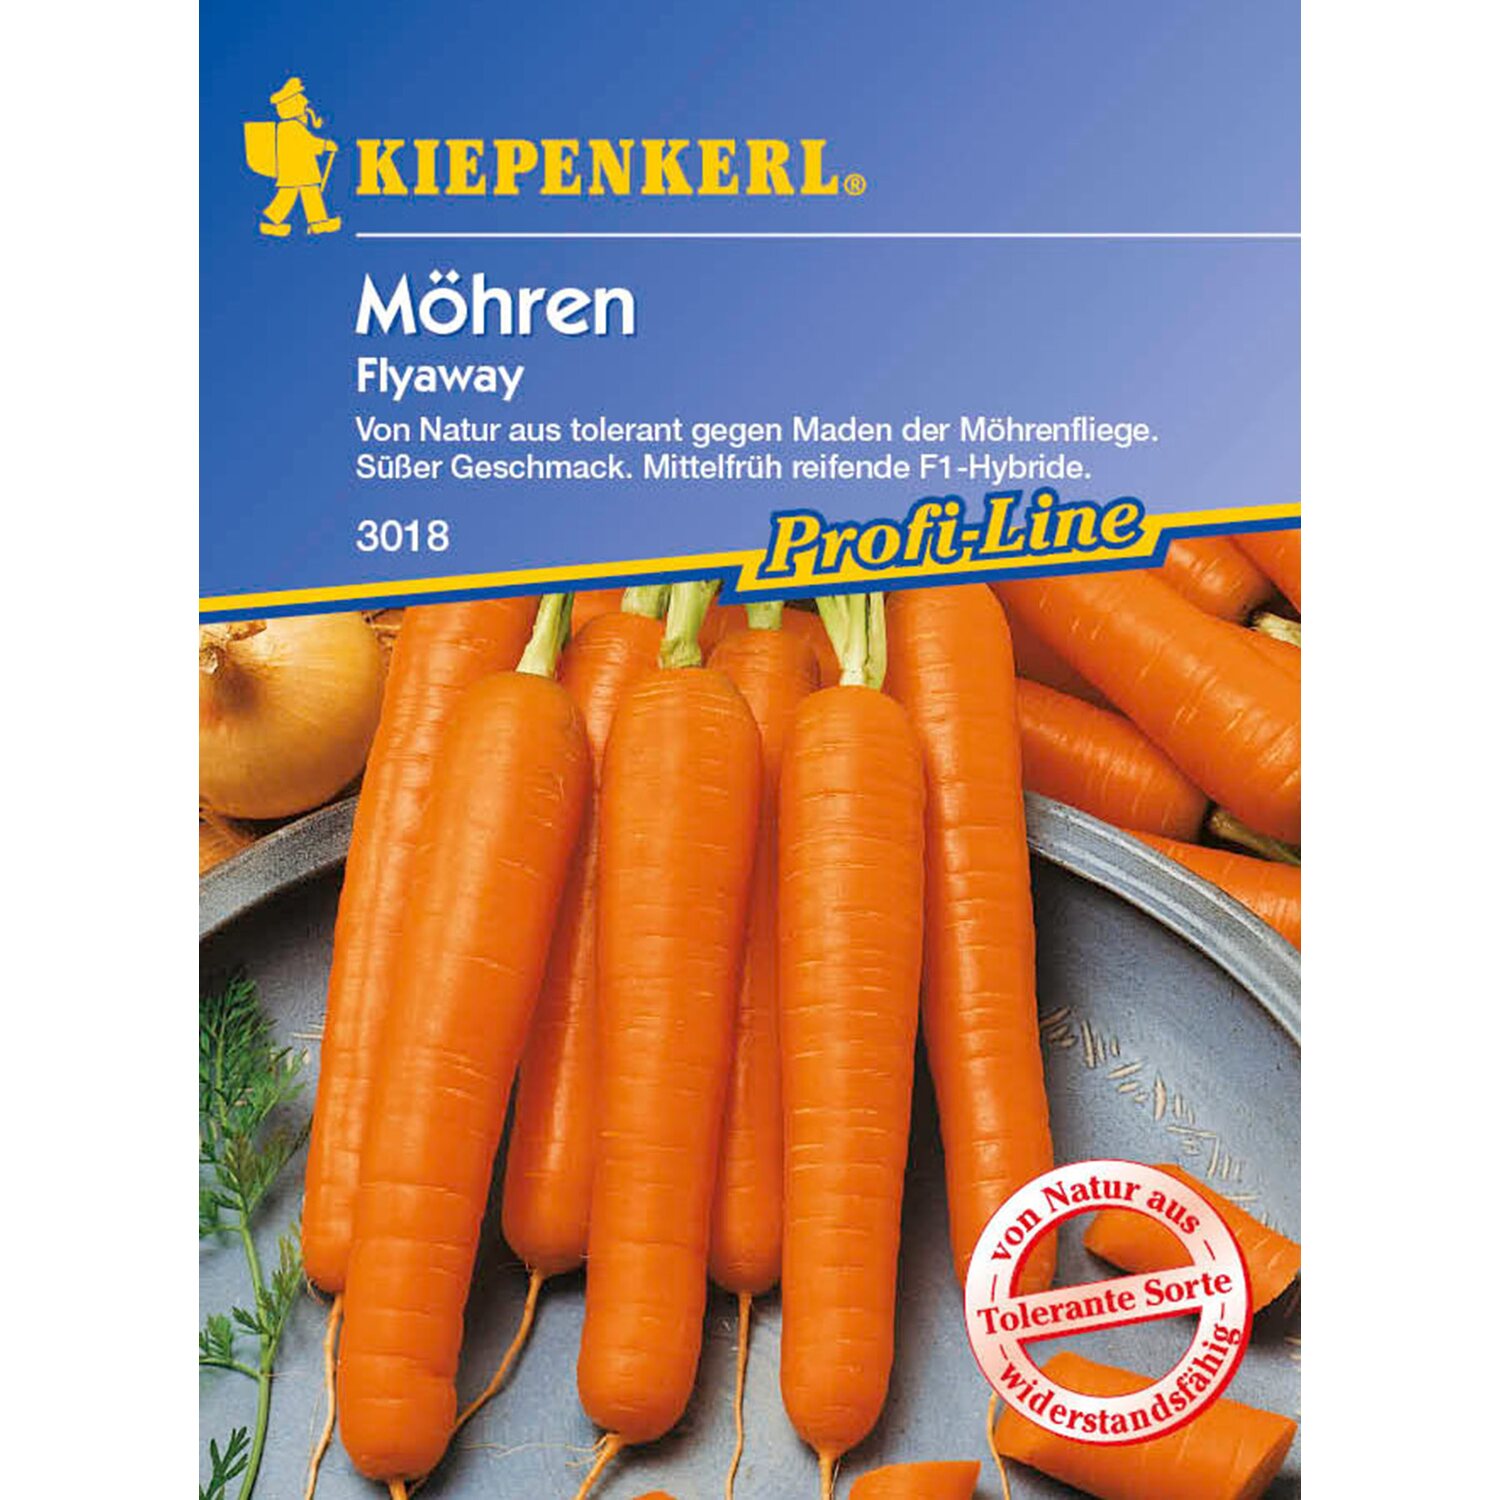 KIEPENKERL®
Möhren
Flyaway
Von Natur aus tolerant gegen Maden der Möhrenfliege.
Süßer Geschmack. Mittelfrüh reifende F1-Hybride.
3018
Profi-Line
von Natur aus
Tolerante Sorte
widerstandsfähig